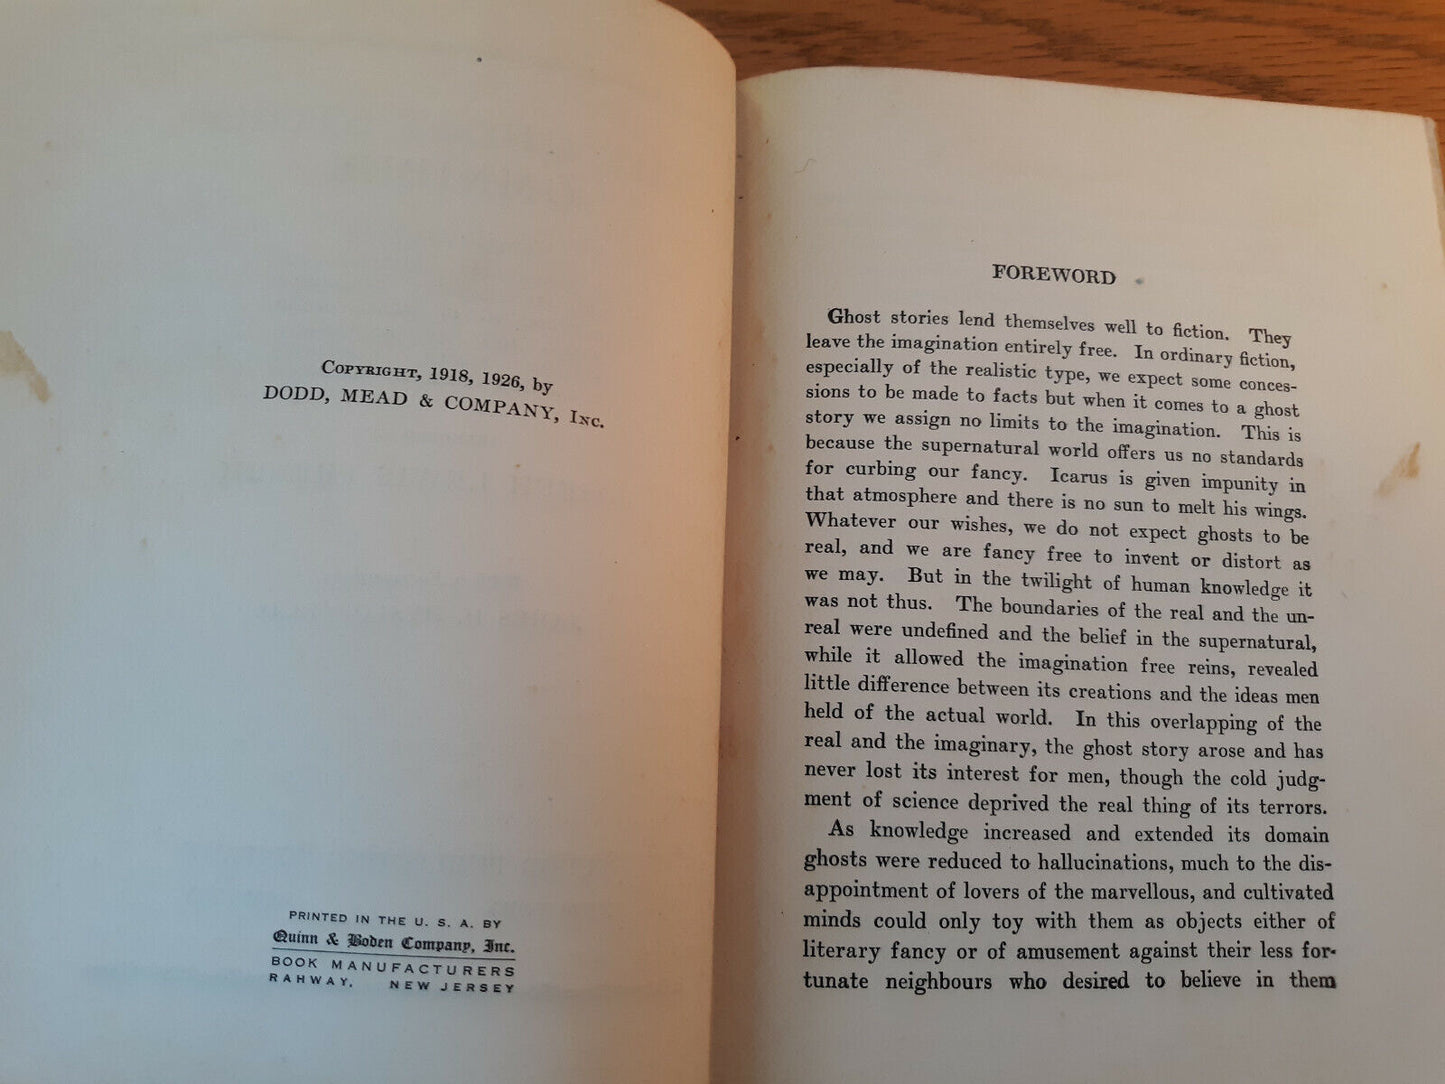 Copyright, 1918, 1926, by
DODD, MEAD & COMPANY, Inc.
PRINTED IN THE U. S. A. BY
Quinn & Boden Company, Inc.
BOOK MANUFACTURERS
RAHWAY, NEW JERSEY
FOREWORD
Ghost stories lend themselves well to fiction. They
leave the imagination entirely free. In ordinary fiction,
especially of the realistic type, we expect some conces-
sions to be made to facts but when it comes to a ghost
story we assign no limits to the imagination. This is
because the supernatural world offers us no standards
for curbing our fancy. Icarus is given impunity in
that atmosphere and there is no sun to melt his wings.
Whatever our wishes, we do not expect ghosts to be
real, and we are fancy free to invent or distort as
we may. But in the twilight of human knowledge it
was not thus. The boundaries of the real and the un-
real were undefined and the belief in the supernatural,
while it allowed the imagination free reins, revealed
little difference between its creations and the ideas men
held of the actual world. In this overlapping of the
real and the imaginary, the ghost story arose and has
never lost its interest for men, though the cold judg-
ment of science deprived the real thing of its terrors.
As knowledge increased and extended its domain
ghosts were reduced to hallucinations, much to the dis-
appointment of lovers of the marvellous, and cultivated
minds could only toy with them as objects either of
literary fancy or of amusement against their less for-
tunate neighbours who desired to believe in them